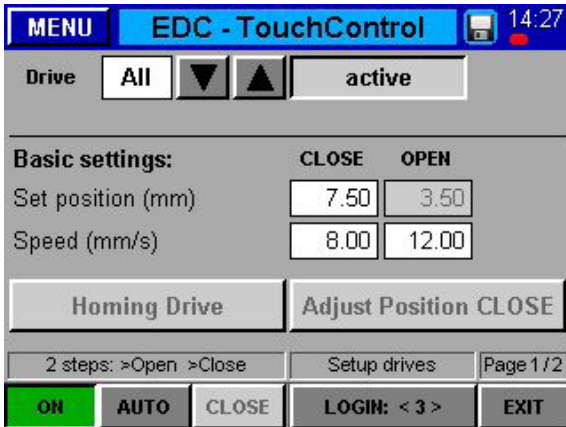 MENU EDC - TouchControl 14:27
Drive All active
Basic settings: CLOSE OPEN
Set position (mm) 7.50 3.50
Speed (mm/s) 8.00 12.00
Homing Drive Adjust Position CLOSE
2 steps: >Open >Close Setup drives Page 1/2
ON AUTO CLOSE LOGIN: <3> EXIT